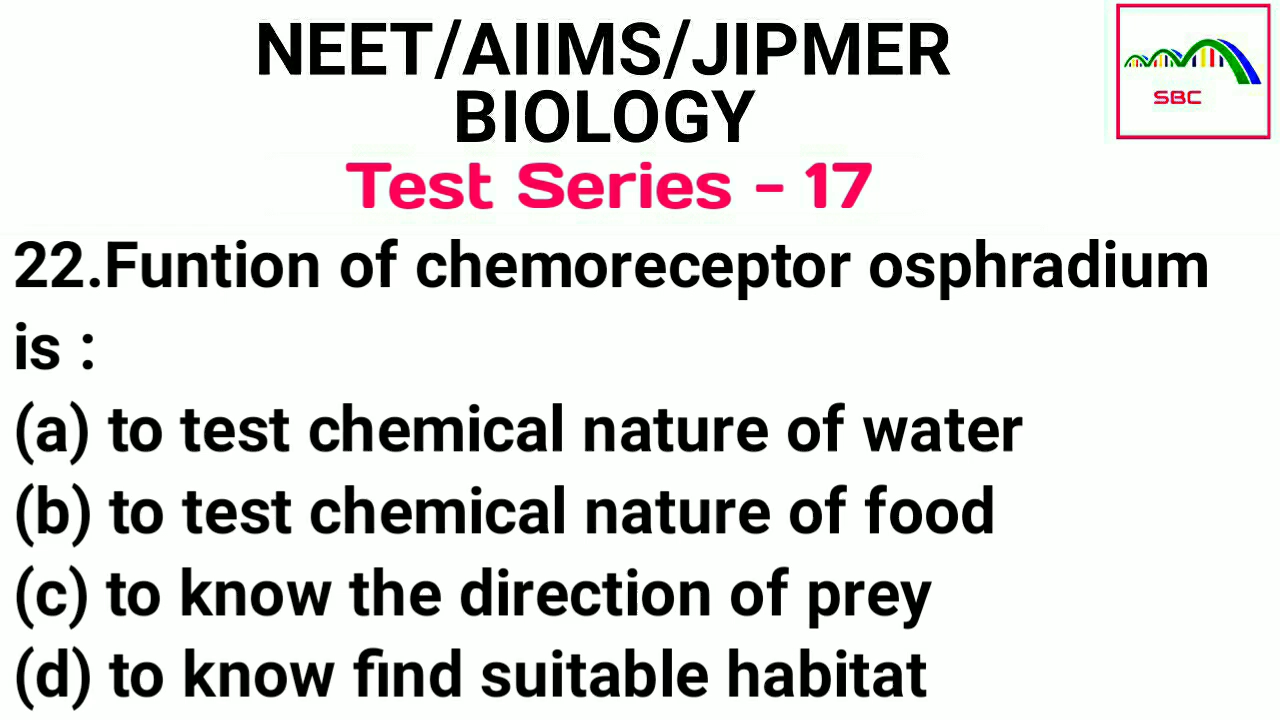 NEET/AIIMS/JIPMER
BIOLOGY
SBC
Test Series - 17
22.Funtion of chemoreceptor osphradium
is :
(a) to test chemical nature of water
(b) to test chemical nature of food
(c) to know the direction of prey
(d) to know find suitable habitat